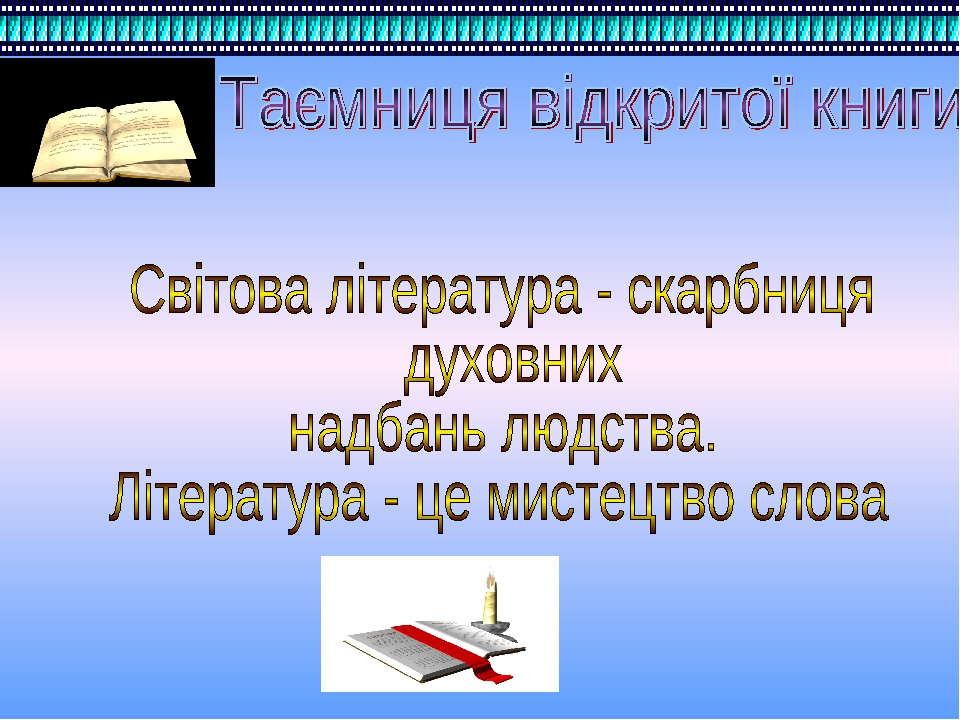 Таємниця відкритої книги
Світова література - скарбниця
духовних
надбань людства.
Література - це мистецтво слова